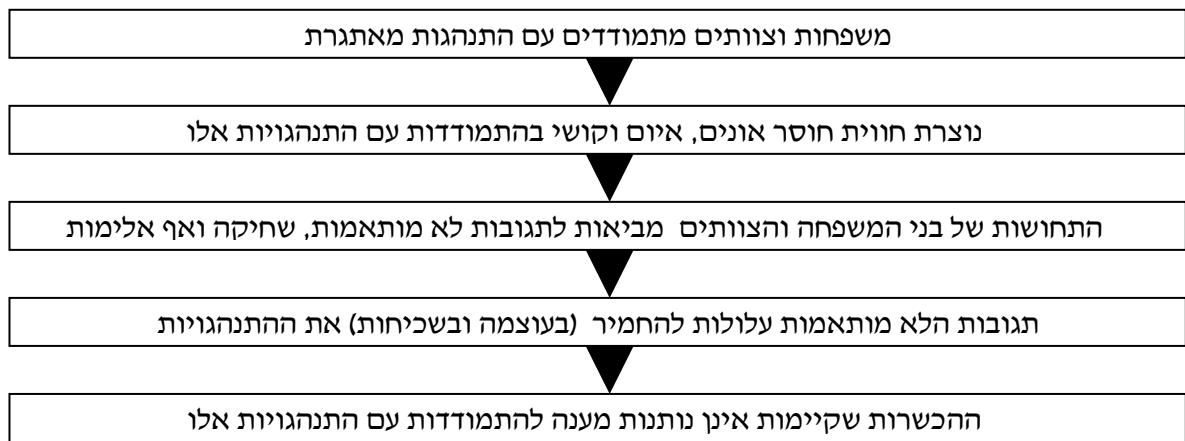 משפחות וצוותים מתמודדים עם התנהגות מאתגרת
נוצרת חווית חוסר אונים, איום וקושי בהתמודדות עם התנהגויות אלו
התחושות של בני המשפחה והצוותים מביאות לתגובות לא מותאמות, שחיקה ואף אלימות
תגובות הלא מותאמות עלולות להחמיר (בעוצמה ובשכיחות) את ההתנהגויות
ההכשרות שקיימות אינן נותנות מענה להתמודדות עם התנהגויות אלו